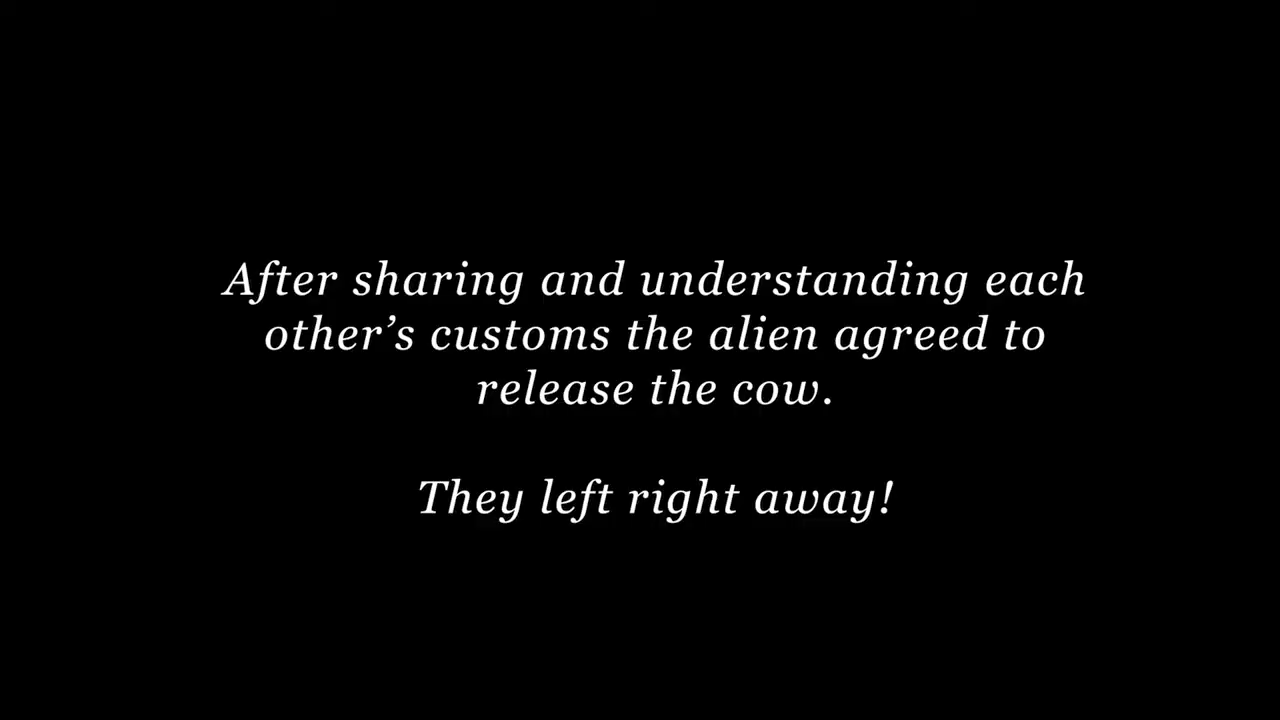 After sharing and understanding each
other’s customs the alien agreed to
release the cow.
They left right away!